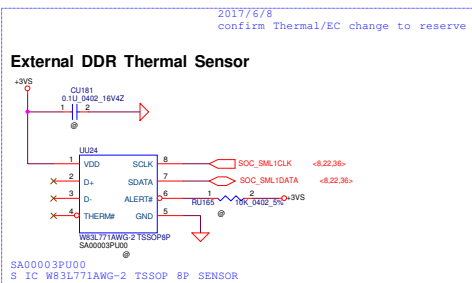 2017/6/8
confirm Thermal/EC change to reserve
External DDR Thermal Sensor
+3VS
CU181
0.1U_0402_16V4Z
1 2
@
UU24
1 VDD SCLK 8 SOC_SML1CLK <8,22,36>
2 D+ SDATA 7 SOC_SML1DATA <8,22,36>
3 D- ALERT# 6 1 2 +3VS
RU165 10K_0402_5%
4 THERM# GND 5 @
W83L771AWG-2 TSSOP8P
SA00003PU00
@
SA00003PU00
S IC W83L771AWG-2 TSSOP 8P SENSOR